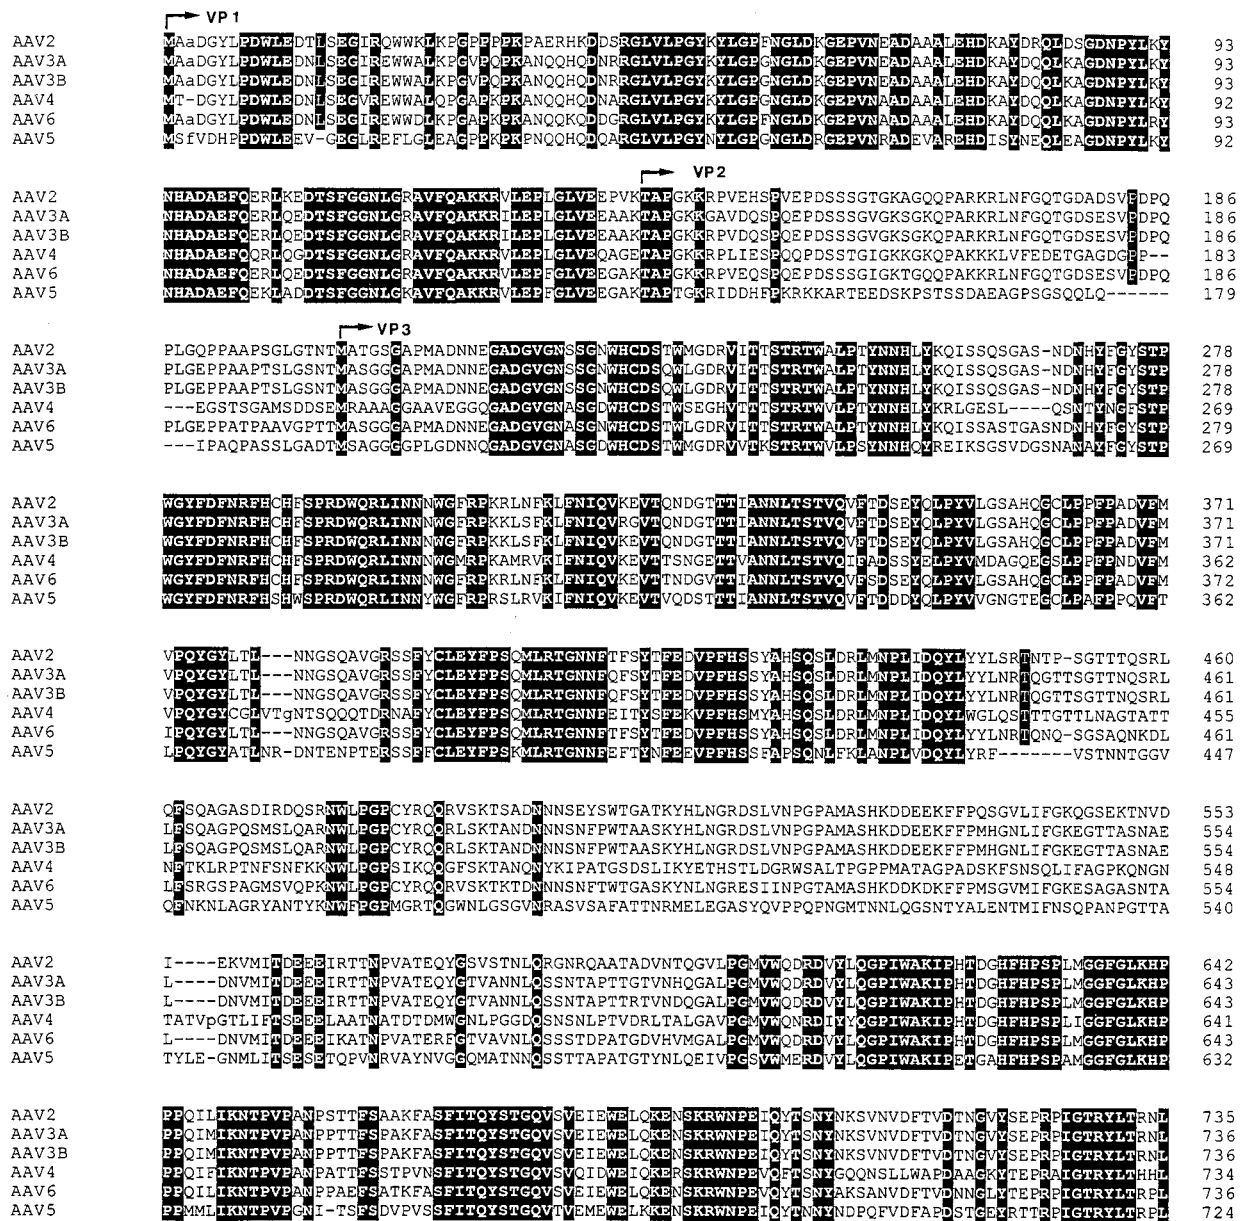 VP1
AAV2 MAaDGYLPDWLEDTLSEGIRQWWKLKPGPPPPKPAERHKDDSRGLVLPGYKYLGPFNGLDKGEPVNEADAAALEHDKAYDRQLDSGDNPYLKY 93
AAV3A MAaDGYLPDWLEDNLSEGIREWWALKPGVPQPKANQQHQDNRRGLVLPGYKYLGPGNGLDKGEPVNEADAAALEHDKAYDQQLKAGDNPYLKY 93
AAV3B MAaDGYLPDWLEDNLSEGIREWWALKPGVPQPKANQQHQDNRRGLVLPGYKYLGPGNGLDKGEPVNEADAAALEHDKAYDQQLKAGDNPYLKY 93
AAV4 MT-DGYLPDWLEDNLSEGVREWWALQPGAPKPKANQQHQDNARGLVLPGYKYLGPGNGLDKGEPVNAADAAALEHDKAYDQQLKAGDNPYLKY 92
AAV6 MAaDGYLPDWLEDNLSEGIREWWDLKPGAPKPKANQQKQDDGRGLVLPGYKYLGPFNGLDKGEPVNAADAAALEHDKAYDQQLKAGDNPYLRY 93
AAV5 MSfVDHPPDWLEEV-GEGLREFLGLEAGPPKPKPNQQHQDQARGLVLPGYNYLGPGNGLDRGEPVNRADEVAREHDISYNEQLEAGDNPYLKY 92
VP2
AAV2 NHADAEFQERLKEDTSFGGNLGRAVFQAKKRVLEPLGLVEEPVKTAPGKKRPVEHSPVEPDSSSGTGKAGQQPARKRLNFGQTGDADSVPDPQ 186
AAV3A NHADAEFQERLQEDTSFGGNLGRAVFQAKKRILEPLGLVEEAAKTAPGKKGAVDQSPQEPDSSSGVGKSGKQPARKRLNFGQTGDSESVPDPQ 186
AAV3B NHADAEFQERLQEDTSFGGNLGRAVFQAKKRILEPLGLVEEAAKTAPGKKRPVDQSPQEPDSSSGVGKSGKQPARKRLNFGQTGDSESVPDPQ 186
AAV4 NHADAEFQQRLQGDTSFGGNLGRAVFQAKKRVLEPLGLVEQAGETAPGKKRPLIESPQQPDSSTGIGKKGKQPAKKKLVFEDETGAGDGPP-- 183
AAV6 NHADAEFQERLQEDTSFGGNLGRAVFQAKKRVLEPFGLVEEGAKTAPGKKRPVEQSPQEPDSSSGIGKTGQQPAKKRLNFGQTGDSESVPDPQ 186
AAV5 NHADAEFQEKLADDTSFGGNLGKAVFQAKKRVLEPFGLVEEGAKTAPTGKRIDDHFPKRKKARTEEDSKPSTSSDAEAGPSGSQQLQ------ 179
VP3
AAV2 PLGQPPAAPSGLGTNTMATGSGAPMADNNEGADGVGNSSGNWHCDSTWMGDRVITTSTRTWALPTYNNHLYKQISSQSGAS-NDNHYFGYSTP 278
AAV3A PLGEPPAAPTSLGSNTMASGGGAPMADNNEGADGVGNSSGNWHCDSQWLGDRVITTSTRTWALPTYNNHLYKQISSQSGAS-NDNHYFGYSTP 278
AAV3B PLGEPPAAPTSLGSNTMASGGGAPMADNNEGADGVGNSSGNWHCDSQWLGDRVITTSTRTWALPTYNNHLYKQISSQSGAS-NDNHYFGYSTP 278
AAV4 ---EGSTSGAMSDDSEMRAAAGGAAVEGGQGADGVGNASGDWHCDSTWSEGHVTTTSTRTWVLPTYNNHLYKRLGESL----QSNTYNGFSTP 269
AAV6 PLGEPPATPAAVGPTTMASGGGAPMADNNEGADGVGNASGNWHCDSTWLGDRVITTSTRTWALPTYNNHLYKQISSASTGASNDNHYFGYSTP 279
AAV5 ---IPAQPASSLGADTMSAGGGGPLGDNNQGADGVGNASGDWHCDSTWMGDRVVTKSTRTWVLPSYNNHQYREIKSGSVDGSNANAYFGYSTP 269
AAV2 WGYFDFNRFHCHFSPRDWQRLINNNWGFRPKRLNFKLFNIQVKEVTQNDGTTTIANNLTSTVQVFTDSEYQLPYVLGSAHQGCLPPFPADVFM 371
AAV3A WGYFDFNRFHCHFSPRDWQRLINNNWGFRPKKLSFKLFNIQVRGVTQNDGTTTIANNLTSTVQVFTDSEYQLPYVLGSAHQGCLPPFPADVFM 371
AAV3B WGYFDFNRFHCHFSPRDWQRLINNNWGFRPKKLSFKLFNIQVKEVTQNDGTTTIANNLTSTVQVFTDSEYQLPYVLGSAHQGCLPPFPADVFM 371
AAV4 WGYFDFNRFHCHFSPRDWQRLINNNWGMRPKAMRVKIFNIQVKEVTTSNGETTVANNLTSTVQIFADSSYELPYVMDAGQEGSLPPFPNDVFM 362
AAV6 WGYFDFNRFHCHFSPRDWQRLINNNWGFRPKRLNFKLFNIQVKEVTTNDGVTTIANNLTSTVQVFSDSEYQLPYVLGSAHQGCLPPFPADVFM 372
AAV5 WGYFDFNRFHSHWSPRDWQRLINNYWGFRPRSLRVKIFNIQVKEVTVQDSTTTIANNLTSTVQVFTDDDYQLPYVVGNGTEGCLPAFPPQVFT 362
AAV2 VPQYGYLTL---NNGSQAVGRSSFYCLEYFPSQMLRTGNNFTFSYTFEDVPFHSSYAHSQSLDRLMNPLIDQYLYYLSRTNTP-SGTTTQSRL 460
AAV3A VPQYGYLTL---NNGSQAVGRSSFYCLEYFPSQMLRTGNNFQFSYTFEDVPFHSSYAHSQSLDRLMNPLIDQYLYYLNRTQGTTSGTTNQSRL 461
AAV3B VPQYGYLTL---NNGSQAVGRSSFYCLEYFPSQMLRTGNNFQFSYTFEDVPFHSSYAHSQSLDRLMNPLIDQYLYYLNRTQGTTSGTTNQSRL 461
AAV4 VPQYGYCGLVTgNTSQQQTDRNAFYCLEYFPSQMLRTGNNFEITYSFEKVPFHSMYAHSQSLDRLMNPLIDQYLWGLQSTTTGTTLNAGTATT 455
AAV6 IPQYGYLTL---NNGSQAVGRSSFYCLEYFPSQMLRTGNNFTFSYTFEDVPFHSSYAHSQSLDRLMNPLIDQYLYYLNRTQNQ-SGSAQNKDL 461
AAV5 LPQYGYATLNR-DNTENPTERSSFFCLEYFPSKMLRTGNNFEFTYNFEEVPFHSSFAPSQNLFKLANPLVDQYLYRF-------VSTNNTGGV 447
AAV2 QFSQAGASDIRDQSRNWLPGPCYRQQRVSKTSADNNNSEYSWTGATKYHLNGRDSLVNPGPAMASHKDDEEKFFPQSGVLIFGKQGSEKTNVD 553
AAV3A LFSQAGPQSMSLQARNWLPGPCYRQQRLSKTANDNNNSNFPWTAASKYHLNGRDSLVNPGPAMASHKDDEEKFFPMHGNLIFGKEGTTASNAE 554
AAV3B LFSQAGPQSMSLQARNWLPGPCYRQQRLSKTANDNNNSNFPWTAASKYHLNGRDSLVNPGPAMASHKDDEEKFFPMHGNLIFGKEGTTASNAE 554
AAV4 NFTKLRPTNFSNFKKNWLPGPSIKQQGFSKTANQNYKIPATGSDSLIKYETHSTLDGRWSALTPGPPMATAGPADSKFSNSQLIFAGPKQNGN 548
AAV6 LFSRGSPAGMSVQPKNWLPGPCYRQQRVSKTKTDNNNSNFTWTGASKYNLNGRESIINPGTAMASHKDDKDKFFPMSGVMIFGKESAGASNTA 554
AAV5 QFNKNLAGRYANTYKNWFPGPMGRTQGWNLGSGVNRASVSAFATTNRMELEGASYQVPPQPNGMTNNLQGSNTYALENTMIFNSQPANPGTTA 540
AAV2 I----EKVMITDEEEIRTTNPVATEQYGSVSTNLQRGNRQAATADVNTQGVLPGMVWQDRDVYLQGPIWAKIPHTDGHFHPSPLMGGFGLKHP 642
AAV3A L----DNVMITDEEEIRTTNPVATEQYGTVANNLQSSNTAPTTGTVNHQGALPGMVWQDRDVYLQGPIWAKIPHTDGHFHPSPLMGGFGLKHP 643
AAV3B L----DNVMITDEEEIRTTNPVATEQYGTVANNLQSSNTAPTTRTVNDQGALPGMVWQDRDVYLQGPIWAKIPHTDGHFHPSPLMGGFGLKHP 643
AAV4 TATVpGTLIFTSEEELAATNATDTDMWGNLPGGDQSNSNLPTVDRLTALGAVPGMVWQNRDIYYQGPIWAKIPHTDGHFHPSPLIGGFGLKHP 641
AAV6 L----DNVMITDEEEIKATNPVATERFGTVAVNLQSSSTDPATGDVHVMGALPGMVWQDRDVYLQGPIWAKIPHTDGHFHPSPLMGGFGLKHP 643
AAV5 TYLE-GNMLITSESETQPVNRVAYNVGGQMATNNQSSTTAPATGTYNLQEIVPGSVWMERDVYLQGPIWAKIPETGAHFHPSPAMGGFGLKHP 632
AAV2 PPQILIKNTPVPANPSTTFSAAKFASFITQYSTGQVSVEIEWELQKENSKRWNPEIQYTSNYNKSVNVDFTVDTNGVYSEPRPIGTRYLTRNL 735
AAV3A PPQIMIKNTPVPANPPTTFSPAKFASFITQYSTGQVSVEIEWELQKENSKRWNPEIQYTSNYNKSVNVDFTVDTNGVYSEPRPIGTRYLTRNL 736
AAV3B PPQIMIKNTPVPANPPTTFSPAKFASFITQYSTGQVSVEIEWELQKENSKRWNPEIQYTSNYNKSVNVDFTVDTNGVYSEPRPIGTRYLTRNL 736
AAV4 PPQIFIKNTPVPANPATTFSSTPVNSFITQYSTGQVSVQIDWEIQKERSKRWNPEVQFTSNYGQQNSLLWAPDAAGKYTEPRAIGTRYLTHHL 734
AAV6 PPQILIKNTPVPANPPAEFSATKFASFITQYSTGQVSVEIEWELQKENSKRWNPEVQYTSNYAKSANVDFTVDNNGLYTEPRPIGTRYLTRPL 736
AAV5 PPMMLIKNTPVPGNI-TSFSDVPVSSFITQYSTGQVTVEMEWELKKENSKRWNPEIQYTNNYNDPQFVDFAPDSTGEYRTTRPIGTRYLTRPL 724